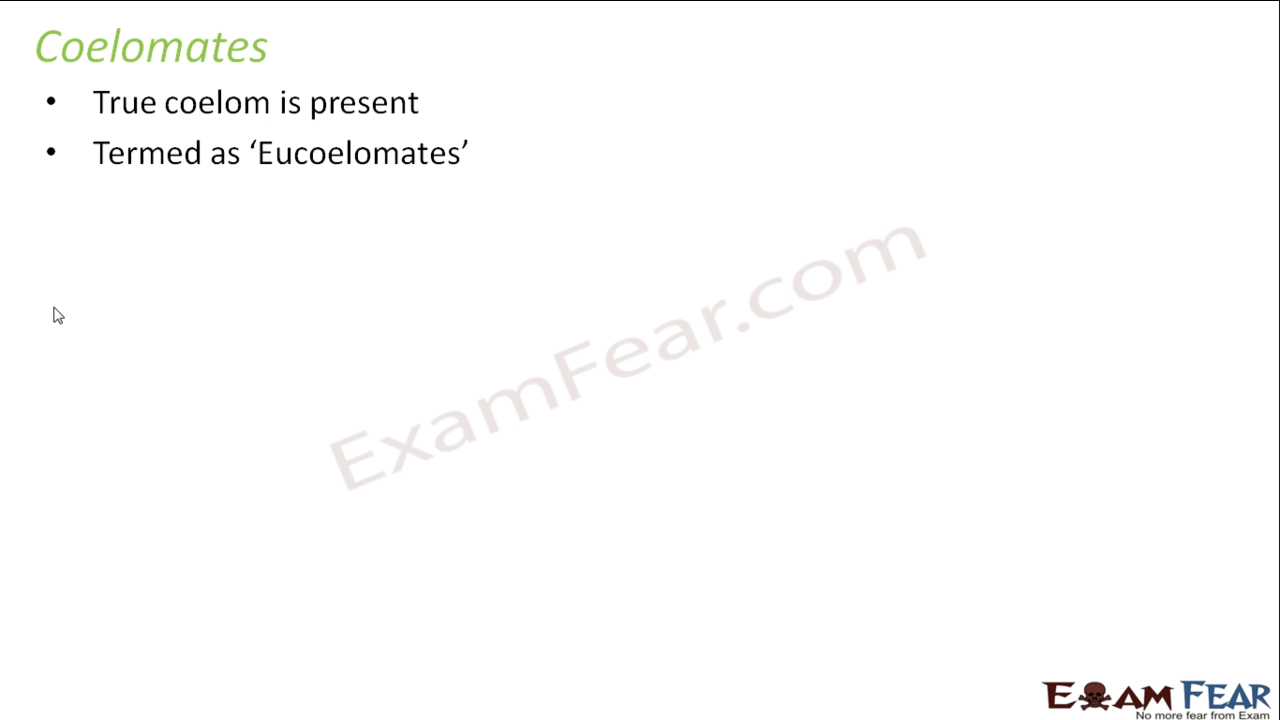 Coelomates
• True coelom is present
• Termed as ‘Eucoelomates’
ExamFear.com
EXAM FEAR
No more fear from Exam